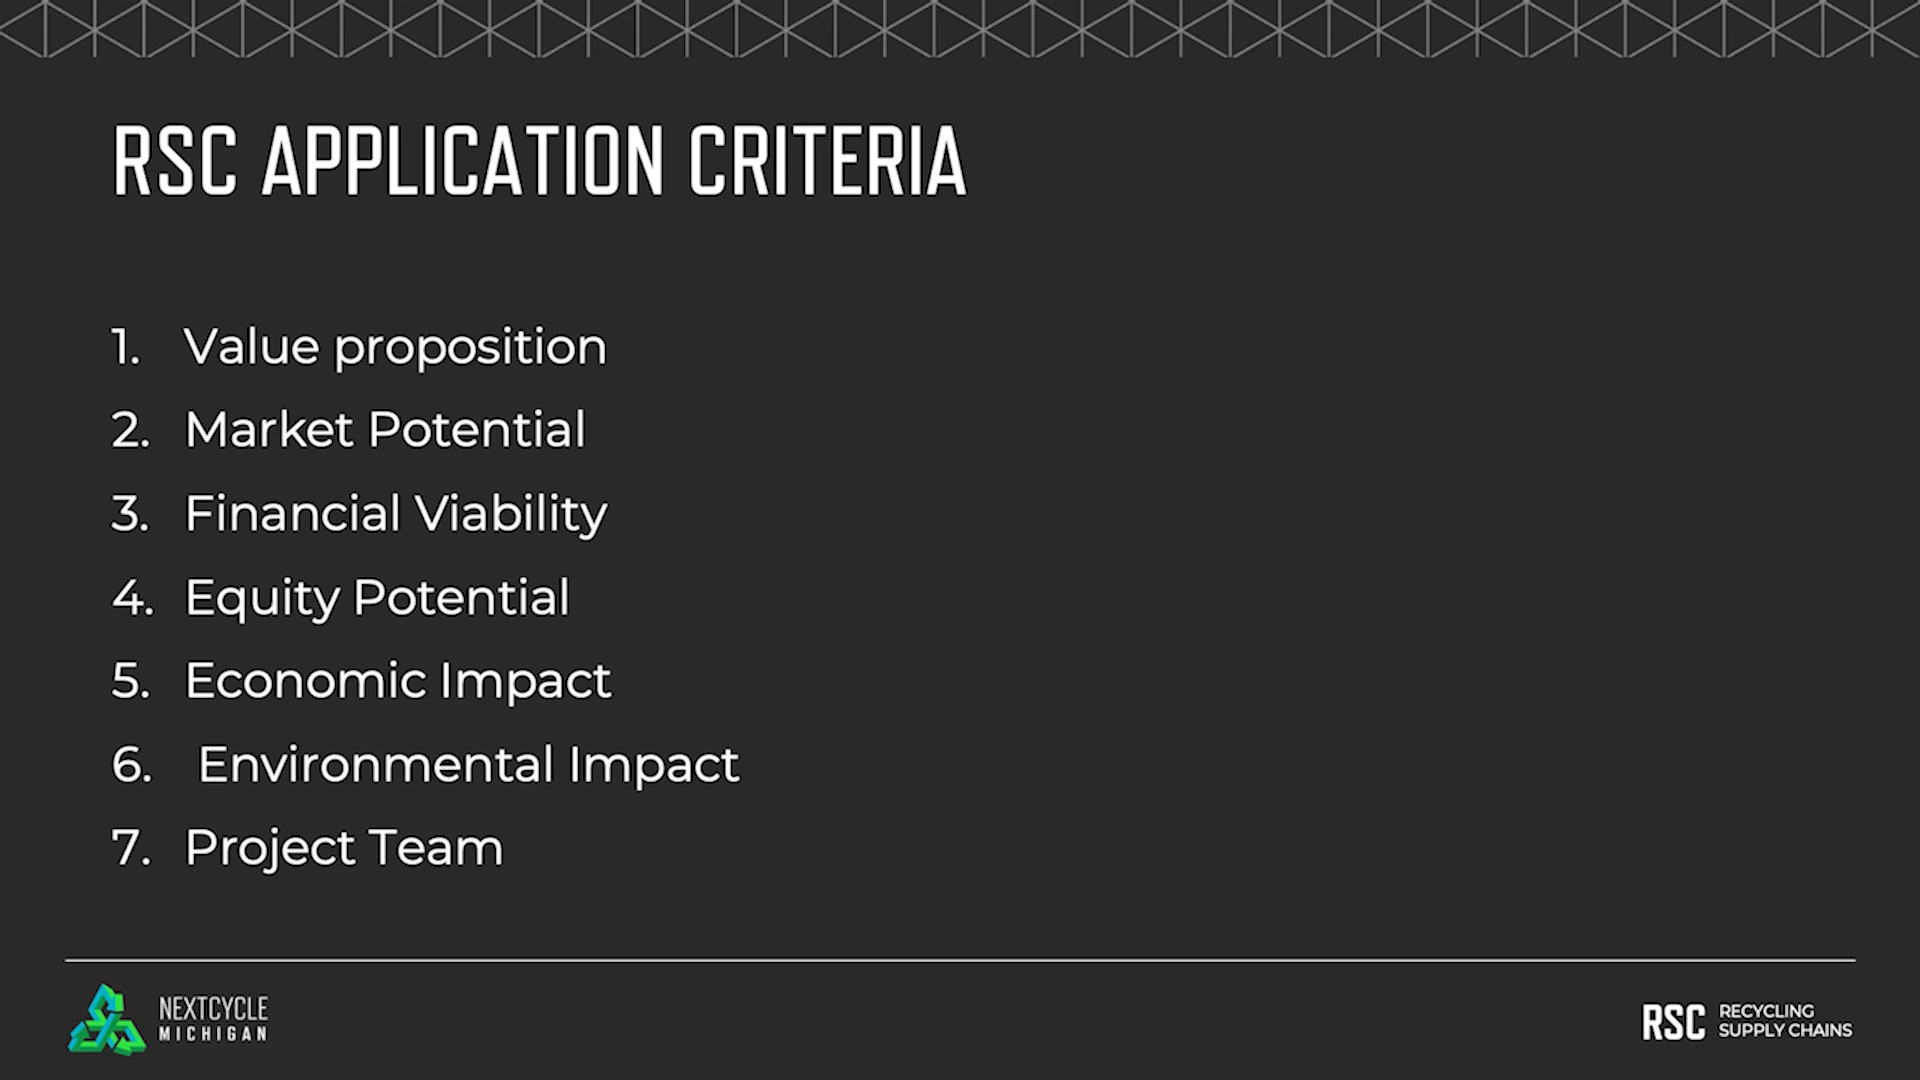 RSC APPLICATION CRITERIA
1. Value proposition
2. Market Potential
3. Financial Viability
4. Equity Potential
5. Economic Impact
6. Environmental Impact
7. Project Team
NEXTCYCLE
MICHIGAN
RSC
RECYCLING
SUPPLY CHAINS